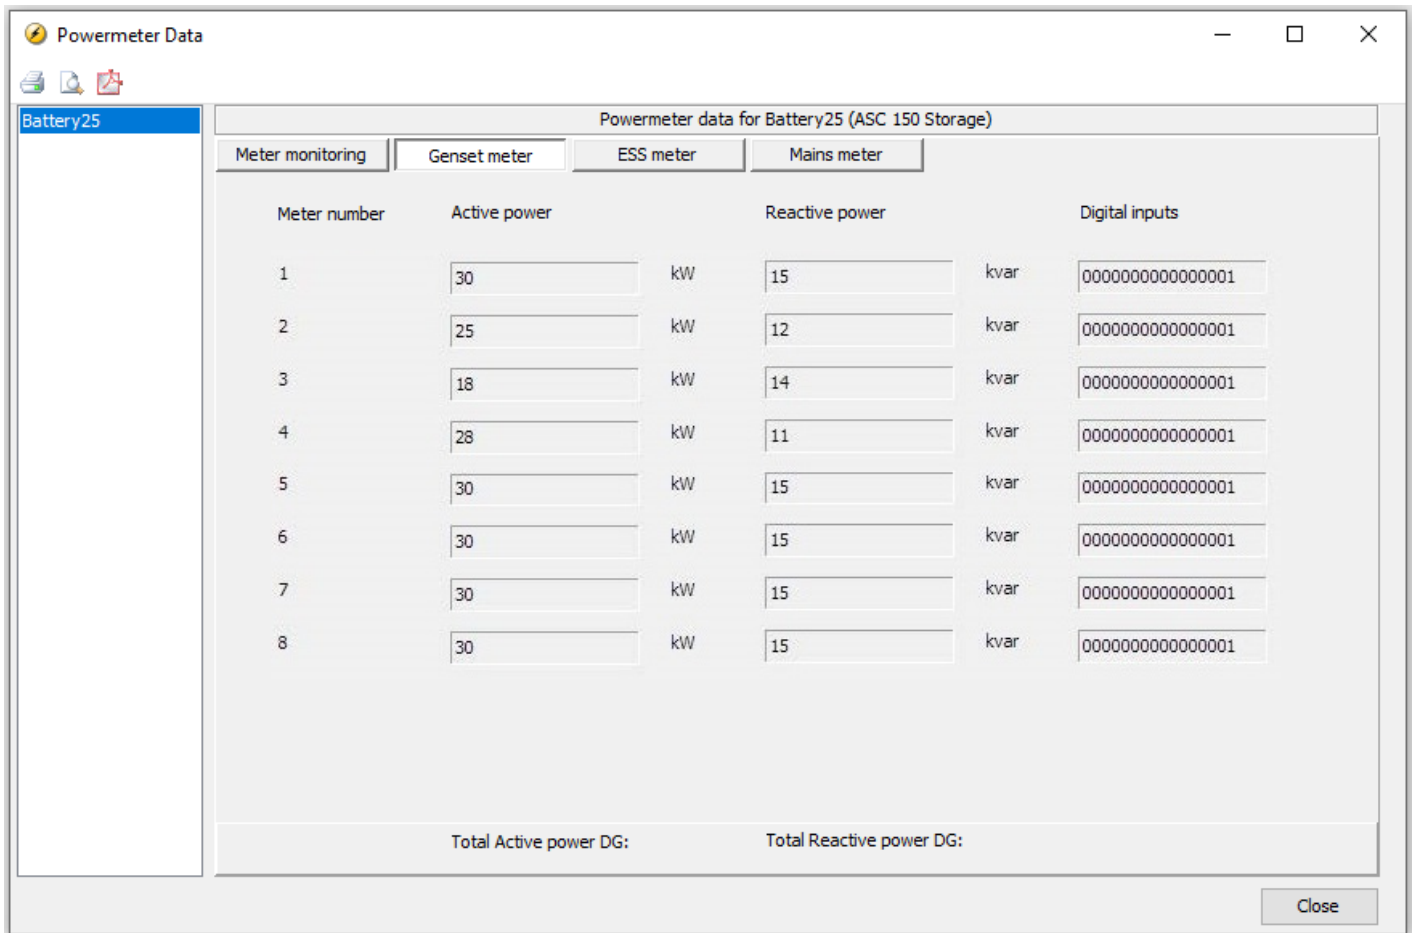 Powermeter Data
Battery25
Powermeter data for Battery25 (ASC 150 Storage)
Meter monitoring Genset meter ESS meter Mains meter
Meter number Active power Reactive power Digital inputs
1 30 kW 15 kvar 0000000000000001
2 25 kW 12 kvar 0000000000000001
3 18 kW 14 kvar 0000000000000001
4 28 kW 11 kvar 0000000000000001
5 30 kW 15 kvar 0000000000000001
6 30 kW 15 kvar 0000000000000001
7 30 kW 15 kvar 0000000000000001
8 30 kW 15 kvar 0000000000000001
Total Active power DG: Total Reactive power DG:
Close